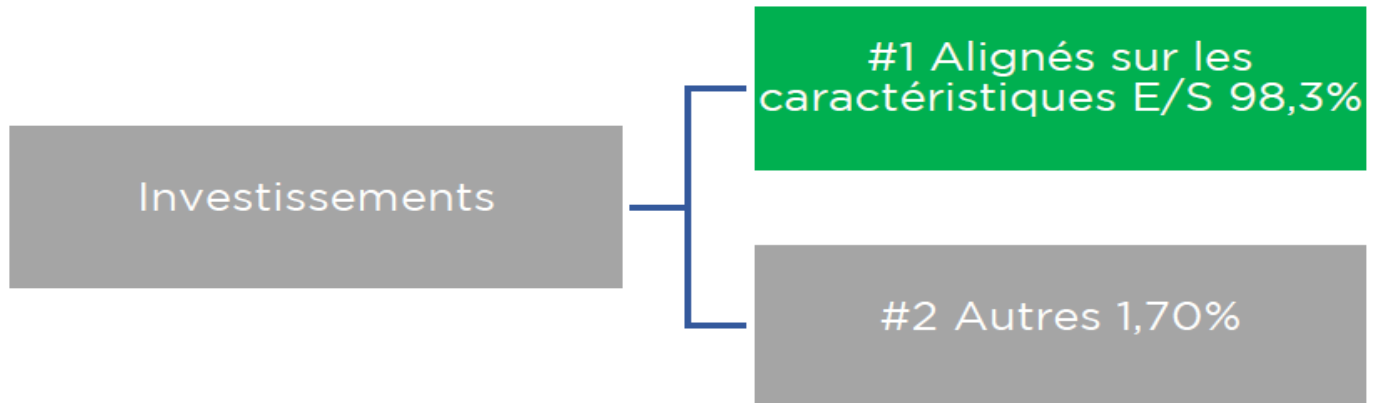 #1 Alignés sur les
caractéristiques E/S 98,3%
Investissements
#2 Autres 1,70%